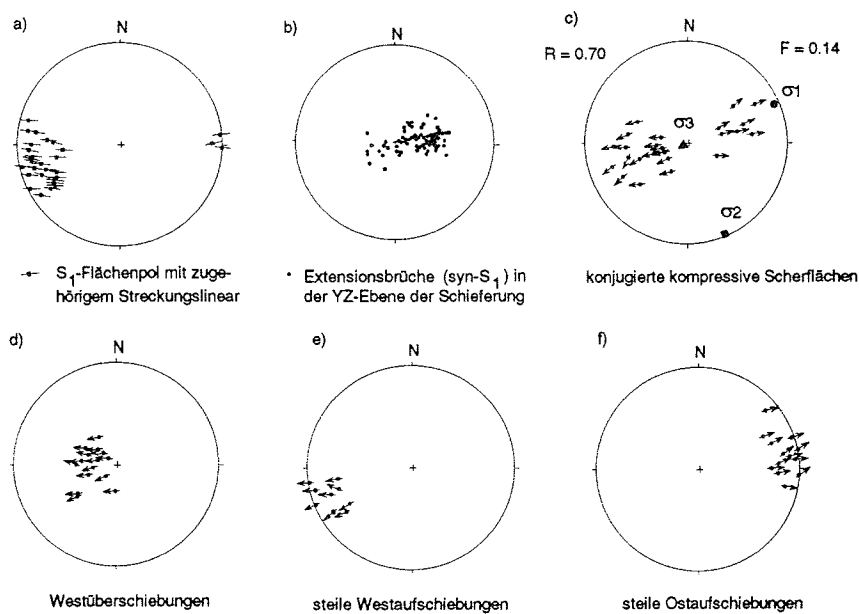 a)
N
S1-Flächenpol mit zuge-
hörigem Streckungslinear
b)
N
Extensionsbrüche (syn-S1) in
der YZ-Ebene der Schieferung
c)
N
R = 0.70
F = 0.14
σ1
σ3
σ2
konjugierte kompressive Scherflächen
d)
N
Westüberschiebungen
e)
N
steile Westaufschiebungen
f)
N
steile Ostaufschiebungen